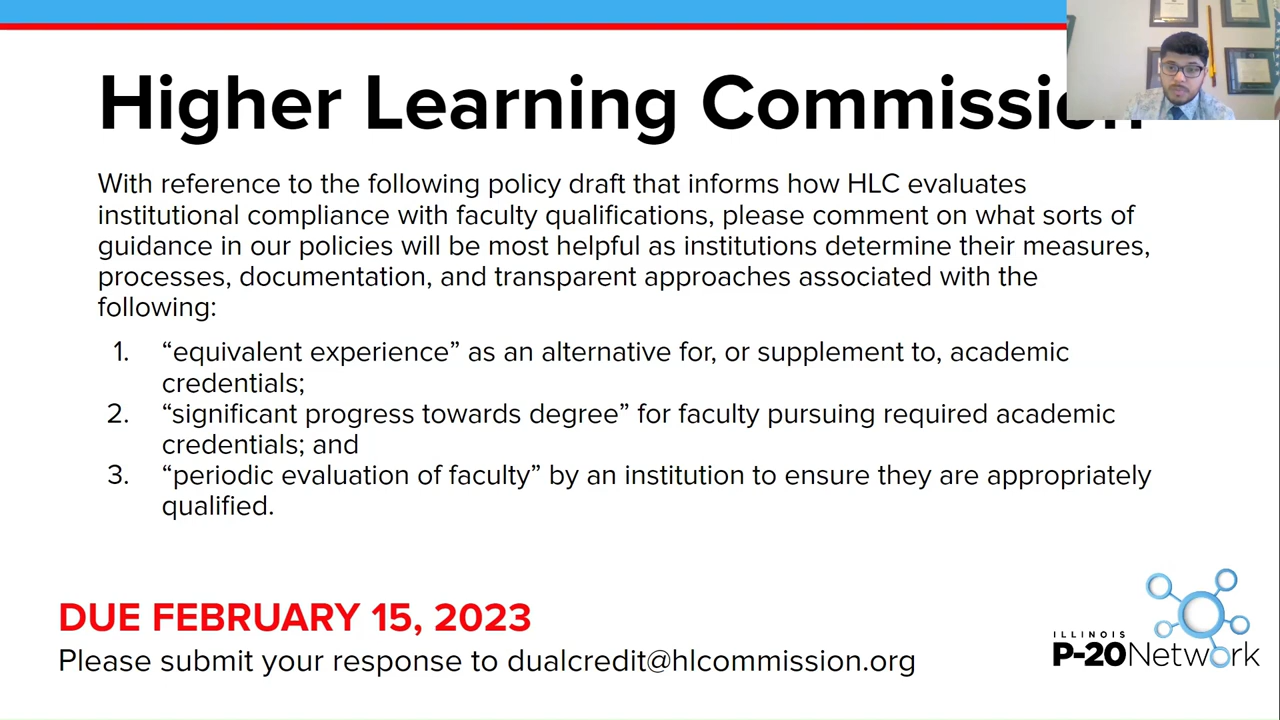 Higher Learning Commission
With reference to the following policy draft that informs how HLC evaluates
institutional compliance with faculty qualifications, please comment on what sorts of
guidance in our policies will be most helpful as institutions determine their measures,
processes, documentation, and transparent approaches associated with the
following:
1. “equivalent experience” as an alternative for, or supplement to, academic
credentials;
2. “significant progress towards degree” for faculty pursuing required academic
credentials; and
3. “periodic evaluation of faculty” by an institution to ensure they are appropriately
qualified.
DUE FEBRUARY 15, 2023
Please submit your response to dualcredit@hlcommission.org
ILLINOIS
P-20Network